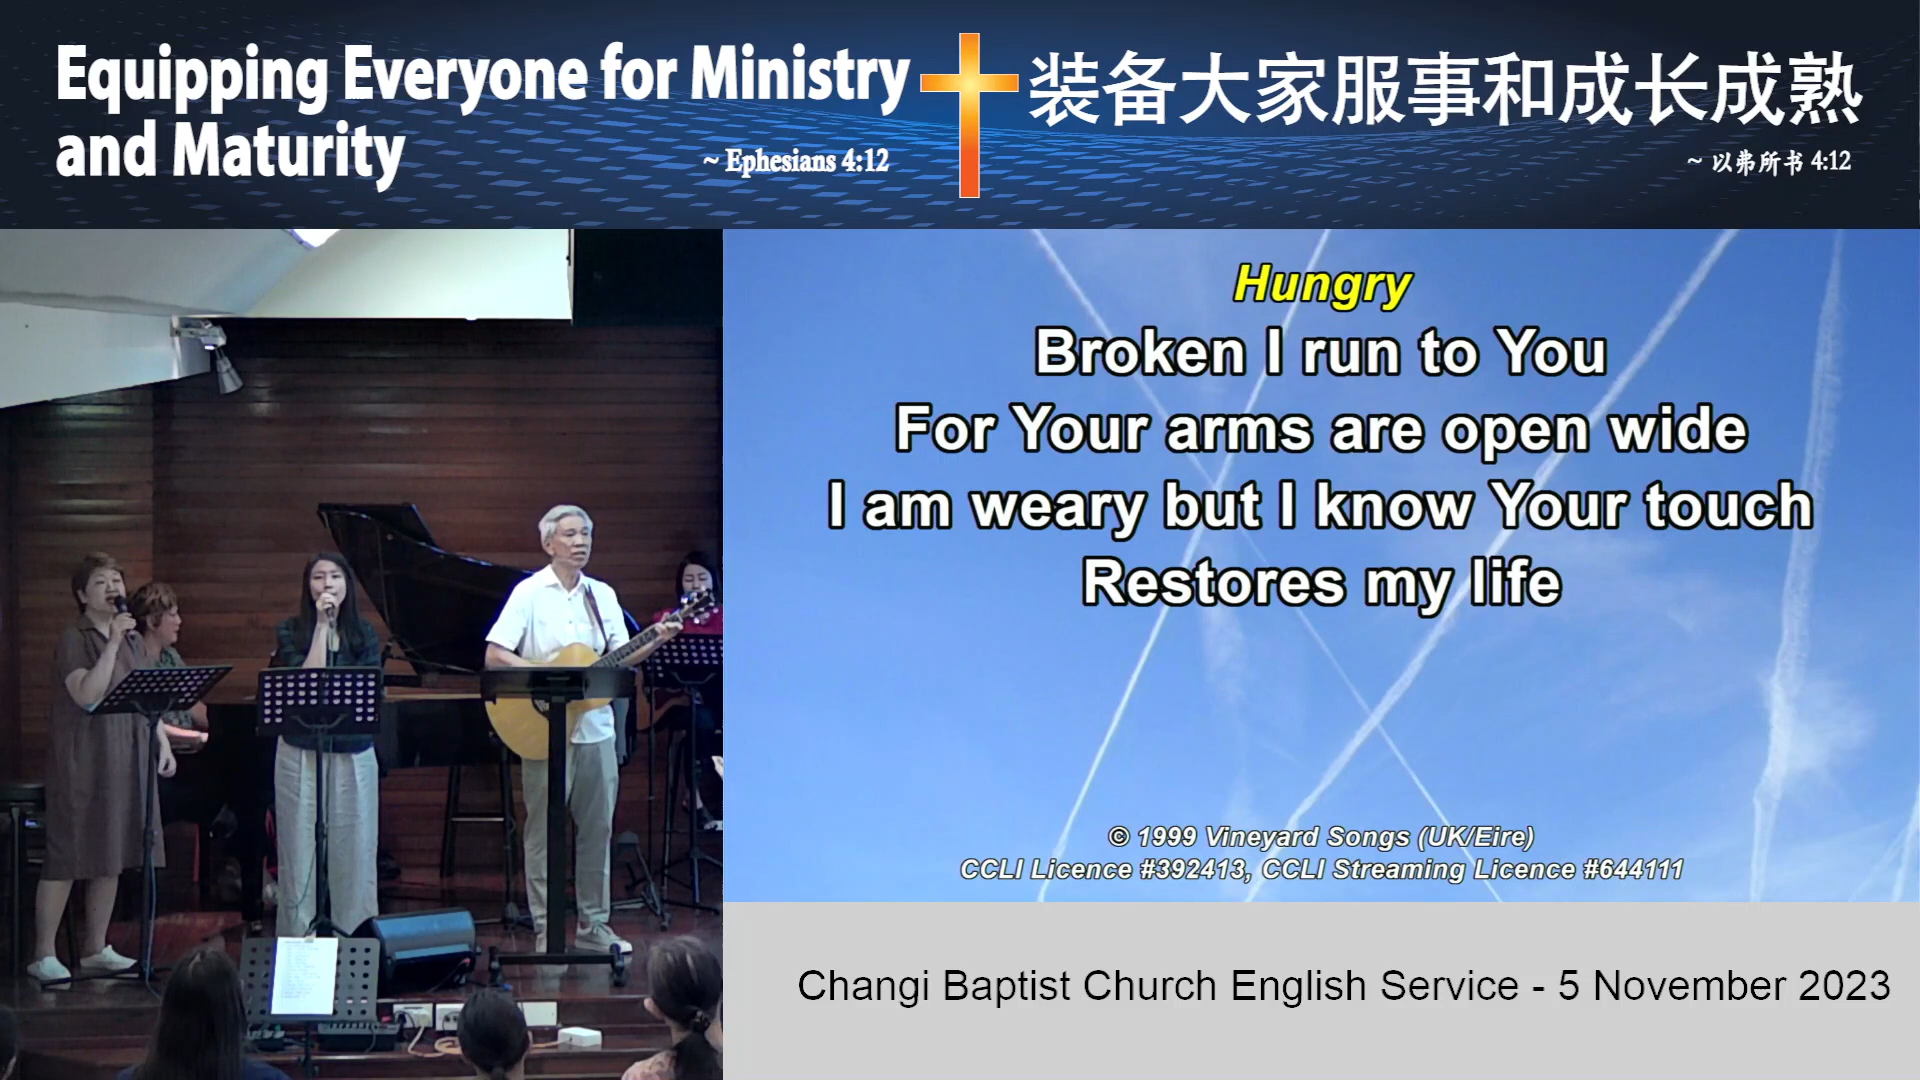 Equipping Everyone for Ministry
and Maturity
~ Ephesians 4:12
装备大家服事和成长成熟
~ 以弗所书 4:12
Hungry
Broken I run to You
For Your arms are open wide
I am weary but I know Your touch
Restores my life
© 1999 Vineyard Songs (UK/Eire)
CCLI Licence #392413, CCLI Streaming Licence #644111
Changi Baptist Church English Service - 5 November 2023